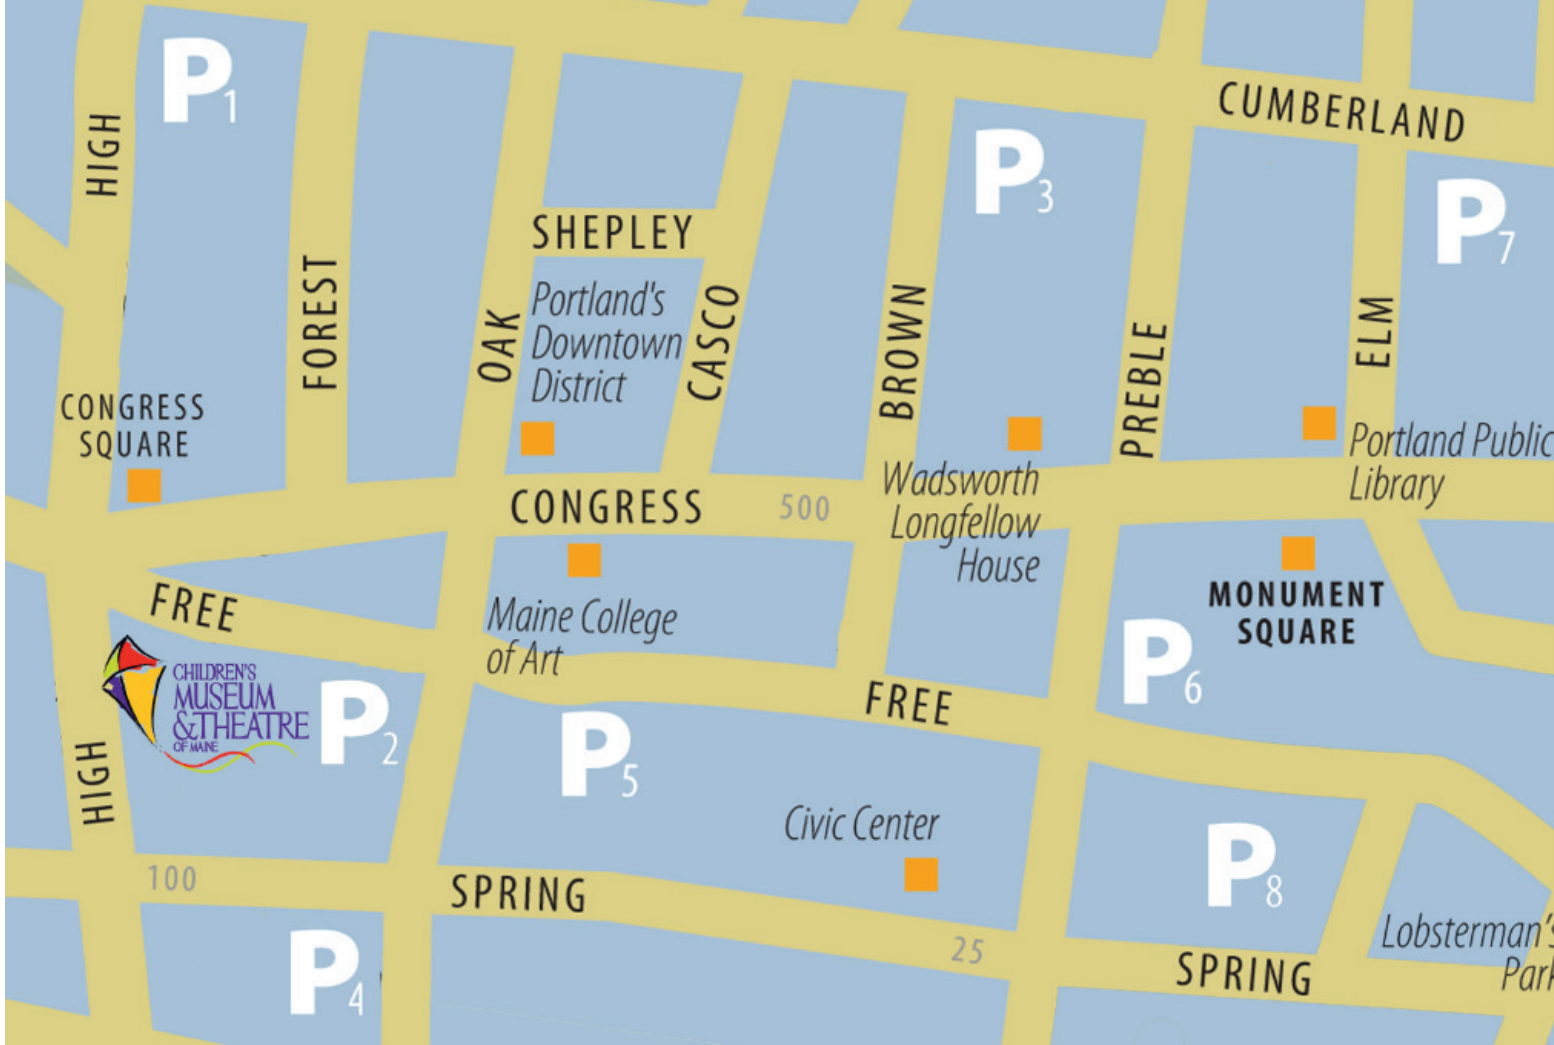 P1
HIGH
CUMBERLAND
P3
P7
SHEPLEY
FOREST
OAK
Portland's
Downtown
District
CASCO
BROWN
PREBLE
ELM
CONGRESS
SQUARE
Portland Public
Library
CONGRESS
500
Wadsworth
Longfellow
House
FREE
Maine College
of Art
MONUMENT
SQUARE
CHILDREN'S
MUSEUM
&THEATRE
OF MAINE
P2
P6
FREE
P5
HIGH
Civic Center
100
SPRING
P8
25
Lobsterman's
Park
SPRING
P4